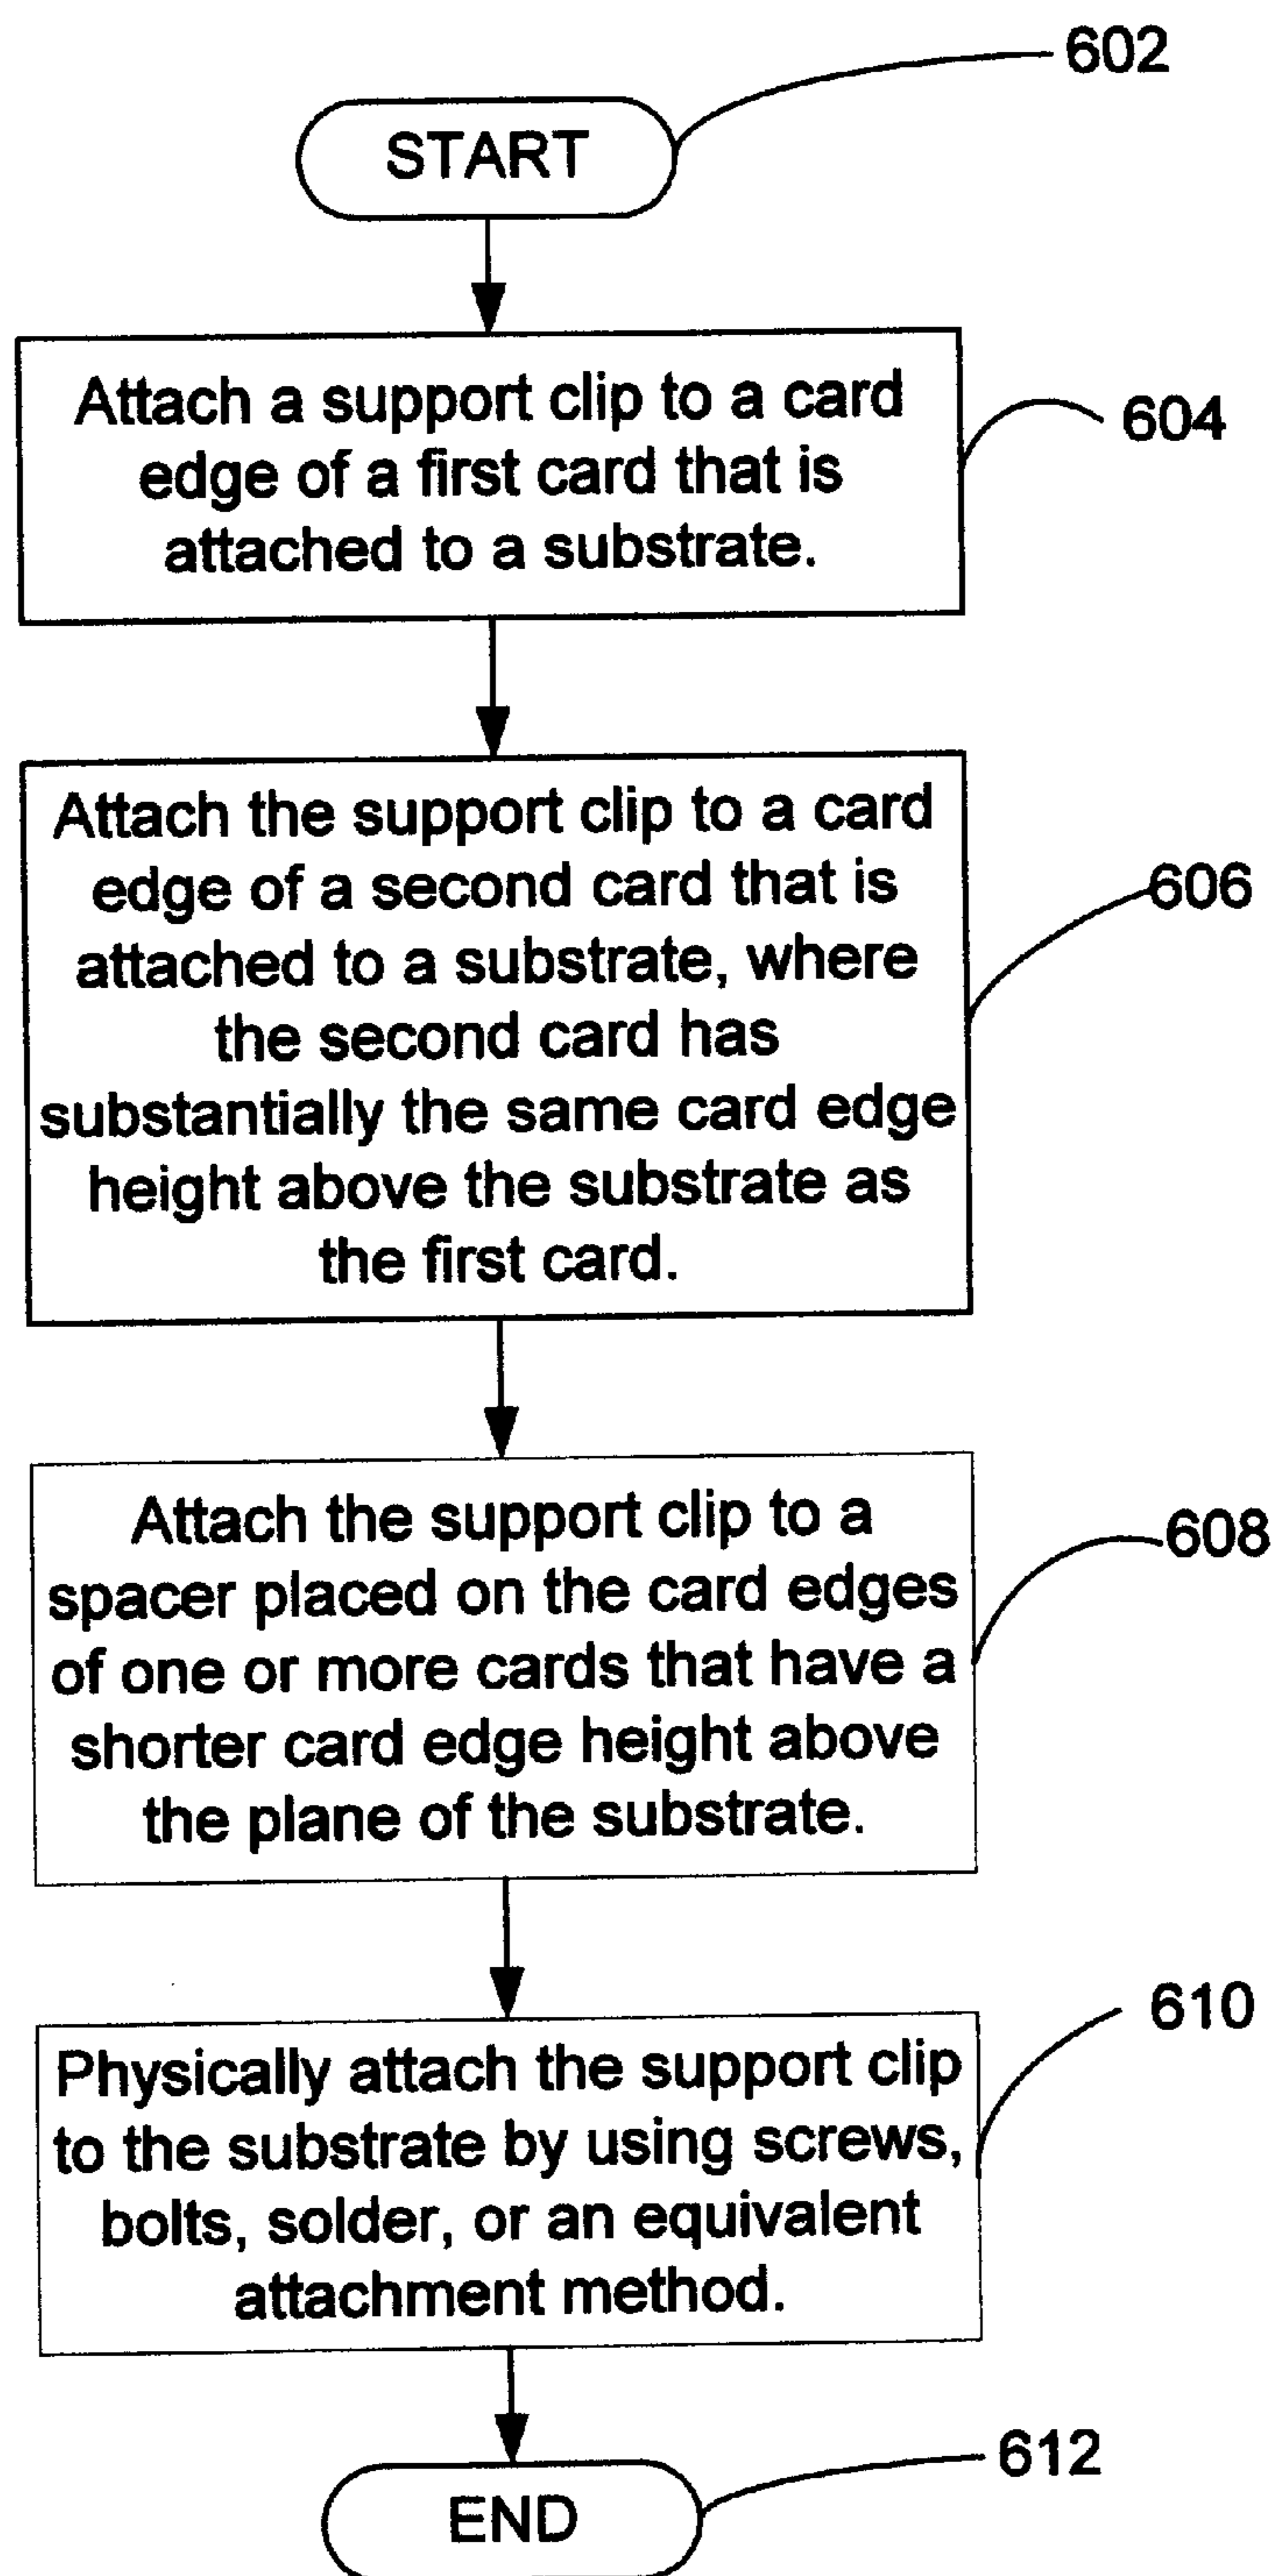 602
START
Attach a support clip to a card
edge of a first card that is
attached to a substrate.
604
Attach the support clip to a card
edge of a second card that is
attached to a substrate, where
the second card has
substantially the same card edge
height above the substrate as
the first card.
606
Attach the support clip to a
spacer placed on the card edges
of one or more cards that have a
shorter card edge height above
the plane of the substrate.
608
Physically attach the support clip
to the substrate by using screws,
bolts, solder, or an equivalent
attachment method.
610
END
612